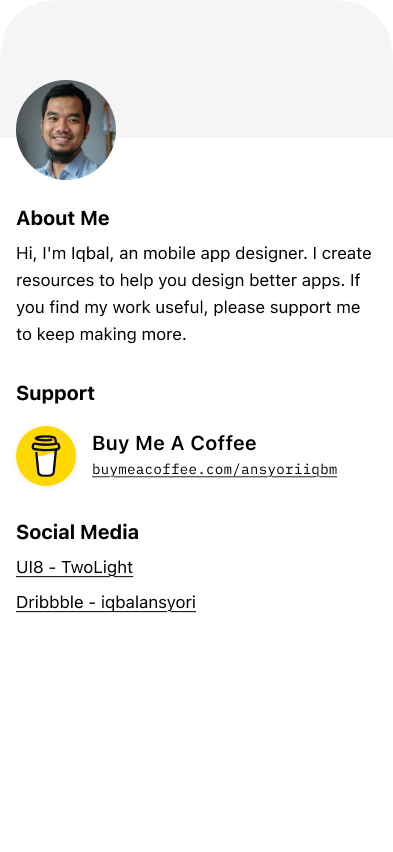 About Me
Hi, I'm Iqbal, an mobile app designer. I create
resources to help you design better apps. If
you find my work useful, please support me
to keep making more.
Support
Buy Me A Coffee
buymeacoffee.com/ansyoriiqbm
Social Media
UI8 - TwoLight
Dribbble - iqbalansyori